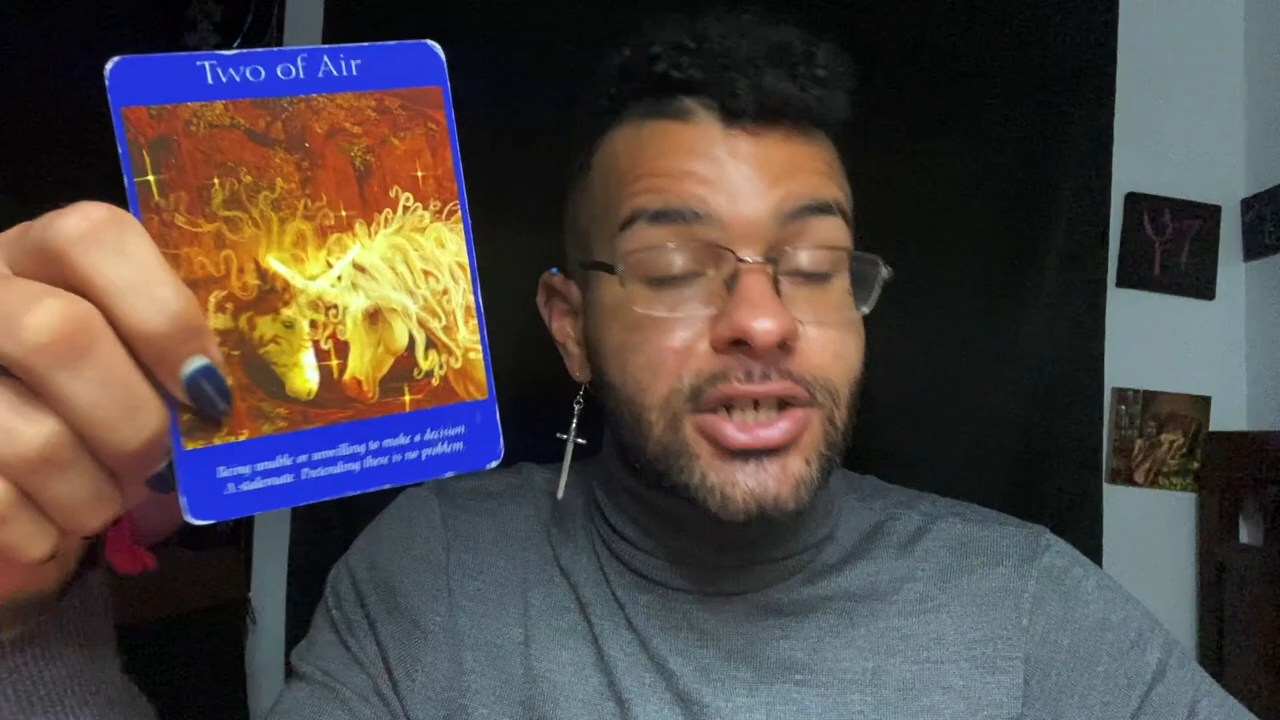 Two of Air
Being unable or unwilling to make a decision.
A stalemate. Pretending there is no problem.